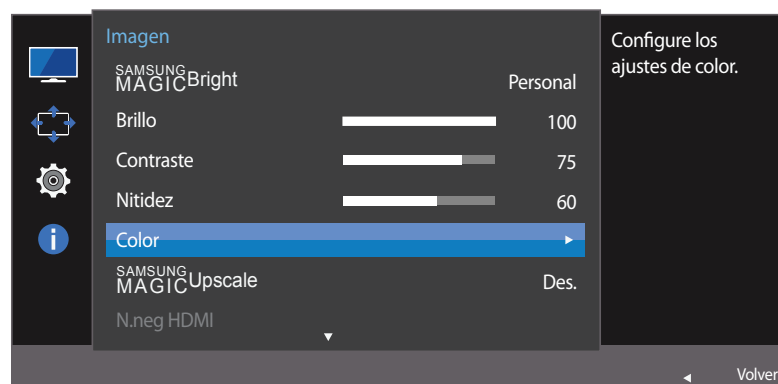 Imagen
SAMSUNG MAGIC Bright Personal
Brillo 100
Contraste 75
Nitidez 60
Color
SAMSUNG MAGIC Upscale Des.
N.neg HDMI
Configure los
ajustes de color.
Volver